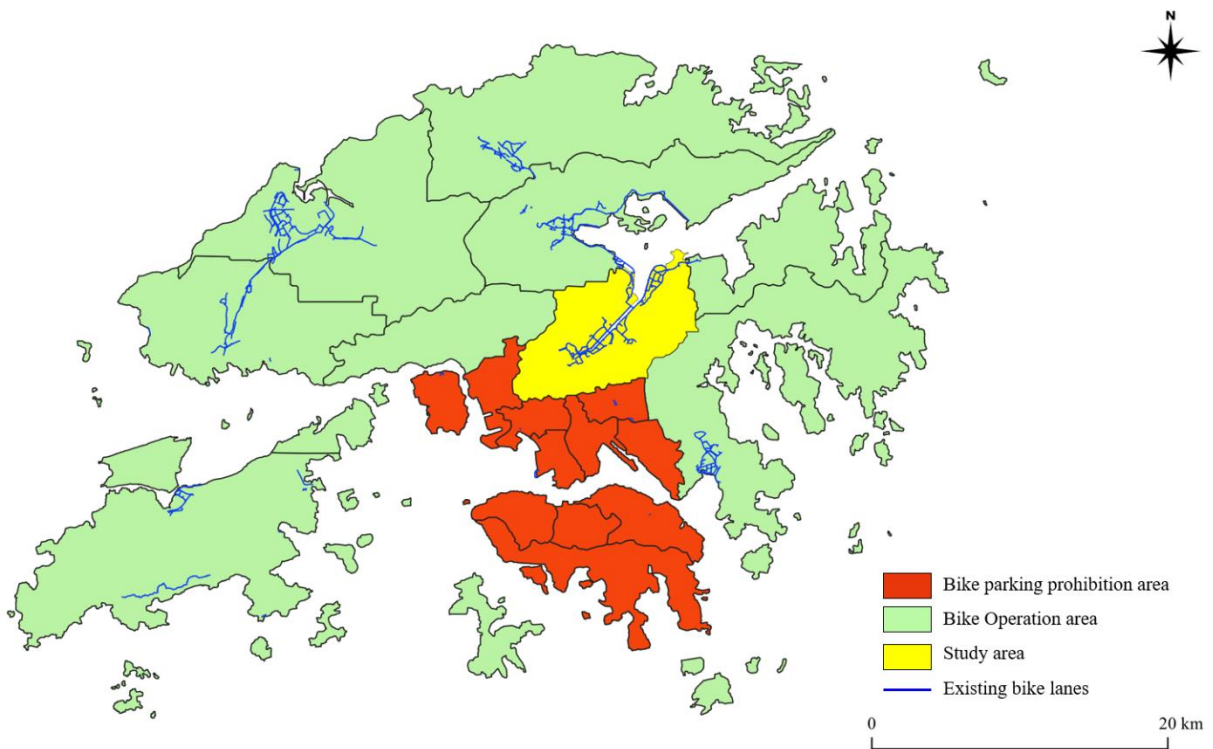 N
Bike parking prohibition area
Bike Operation area
Study area
Existing bike lanes
0 20 km